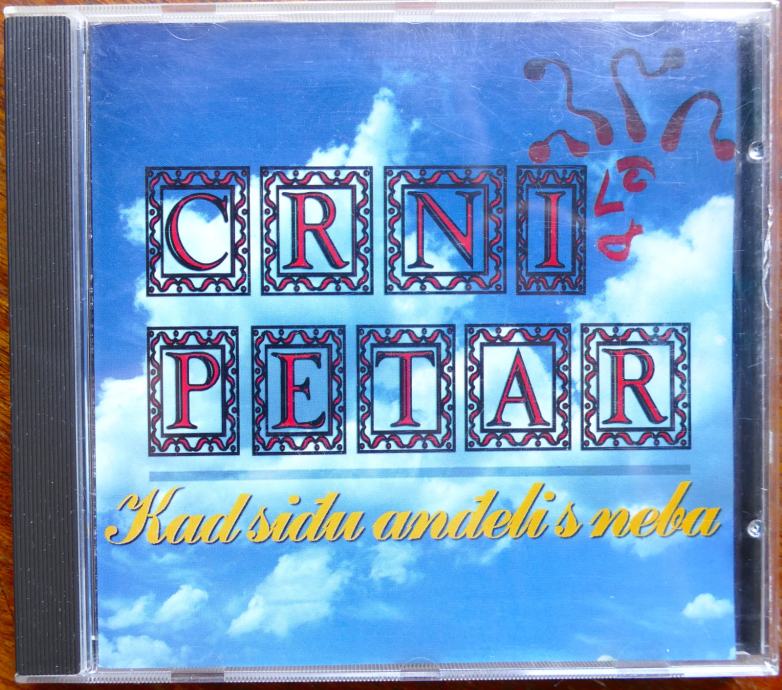 CRNI
PETAR
Kad siđu anđeli s neba